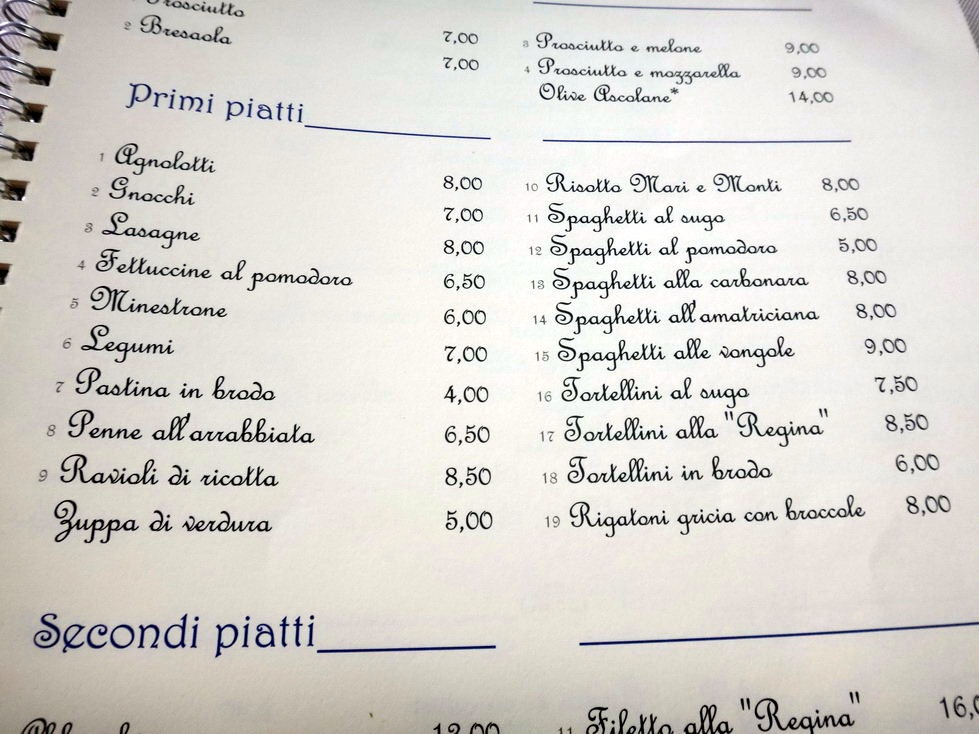 Prosciutto
2 Bresaola 7,00
7,00
3 Prosciutto e melone 9,00
4 Prosciutto e mozzarella 9,00
Olive Ascolane* 14,00
Primi piatti
1 Agnolotti 8,00
2 Gnocchi 7,00
3 Lasagne 8,00
4 Fettuccine al pomodoro 6,50
5 Minestrone 6,00
6 Legumi 7,00
7 Pastina in brodo 4,00
8 Penne all'arrabbiata 6,50
9 Ravioli di ricotta 8,50
Zuppa di verdura 5,00
10 Risotto Mari e Monti 8,00
11 Spaghetti al sugo 6,50
12 Spaghetti al pomodoro 5,00
13 Spaghetti alla carbonara 8,00
14 Spaghetti all'amatriciana 8,00
15 Spaghetti alle vongole 9,00
16 Tortellini al sugo 7,50
17 Tortellini alla "Regina" 8,50
18 Tortellini in brodo 6,00
19 Rigatoni gricia con broccole 8,00
Secondi piatti
12,00
11 Filetto alla "Regina" 16,0